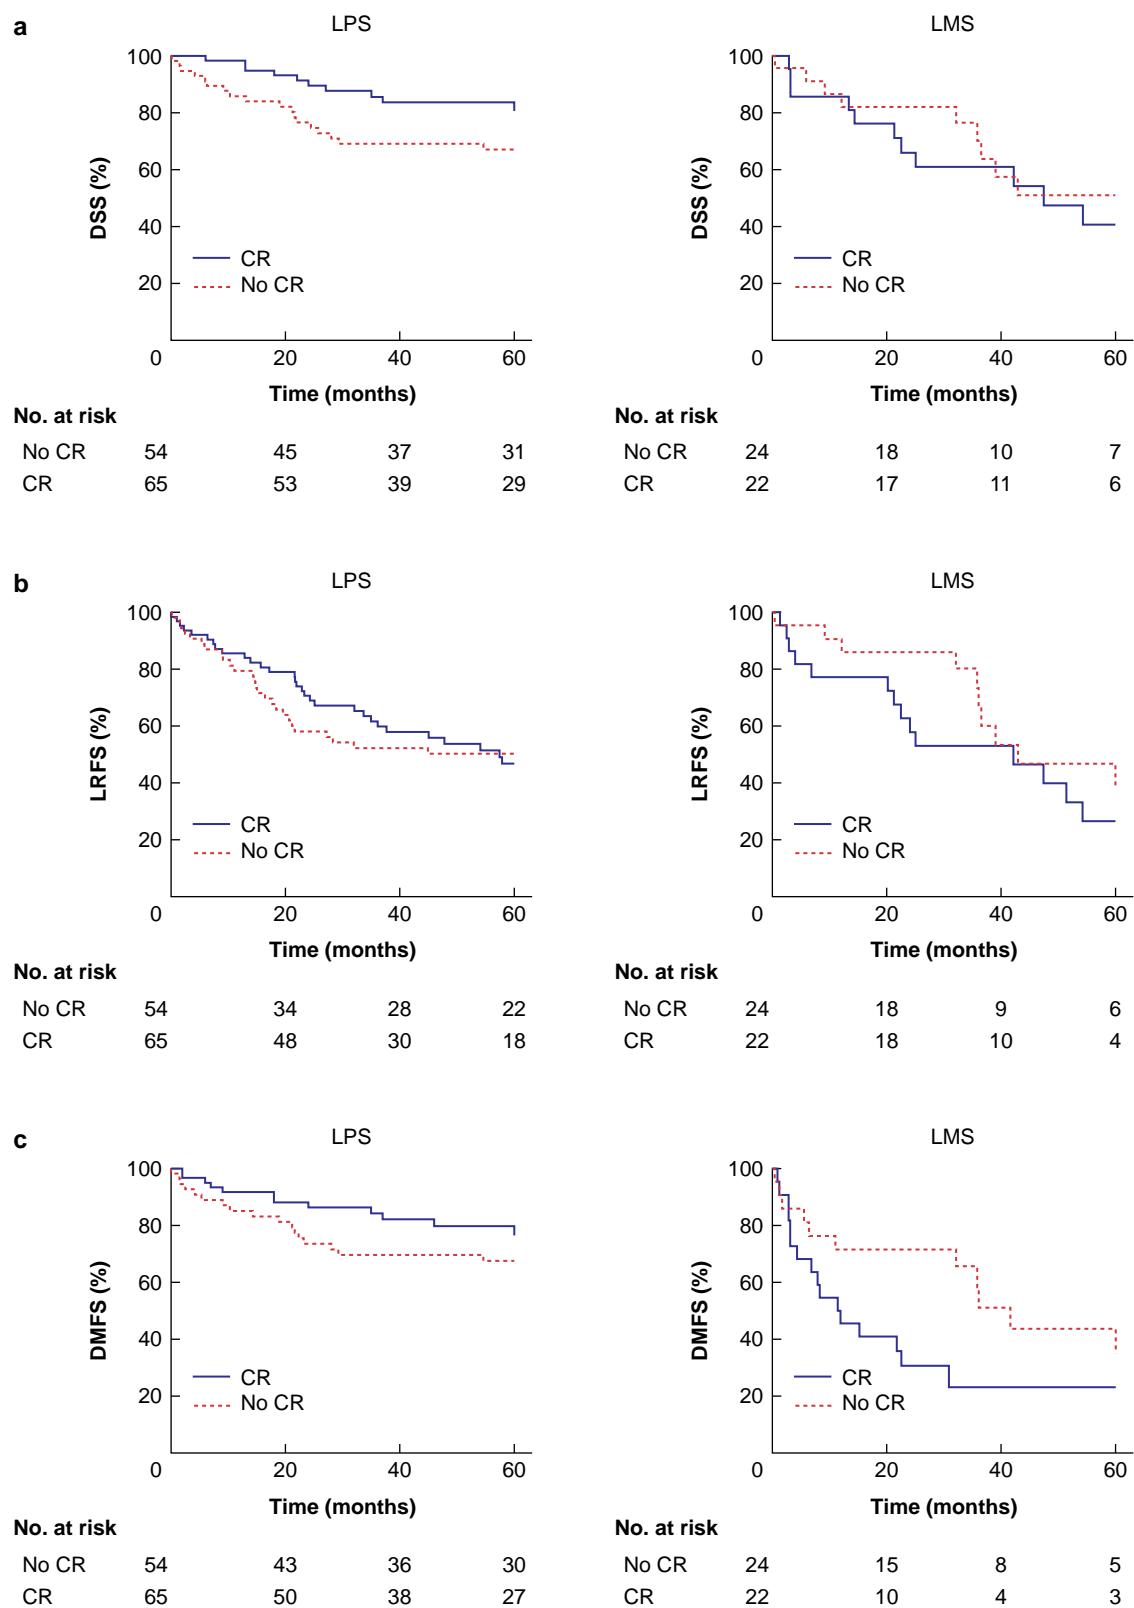 a
LPS
100
80
60
40
20
0
20
40
60
DSS (%)
CR
No CR
Time (months)
No. at risk
No CR 54 45 37 31
CR 65 53 39 29
LMS
100
80
60
40
20
0
20
40
60
DSS (%)
CR
No CR
Time (months)
No. at risk
No CR 24 18 10 7
CR 22 17 11 6
b
LPS
100
80
60
40
20
0
20
40
60
LRFS (%)
CR
No CR
Time (months)
No. at risk
No CR 54 34 28 22
CR 65 48 30 18
LMS
100
80
60
40
20
0
20
40
60
LRFS (%)
CR
No CR
Time (months)
No. at risk
No CR 24 18 9 6
CR 22 18 10 4
c
LPS
100
80
60
40
20
0
20
40
60
DMFS (%)
CR
No CR
Time (months)
No. at risk
No CR 54 43 36 30
CR 65 50 38 27
LMS
100
80
60
40
20
0
20
40
60
DMFS (%)
CR
No CR
Time (months)
No. at risk
No CR 24 15 8 5
CR 22 10 4 3